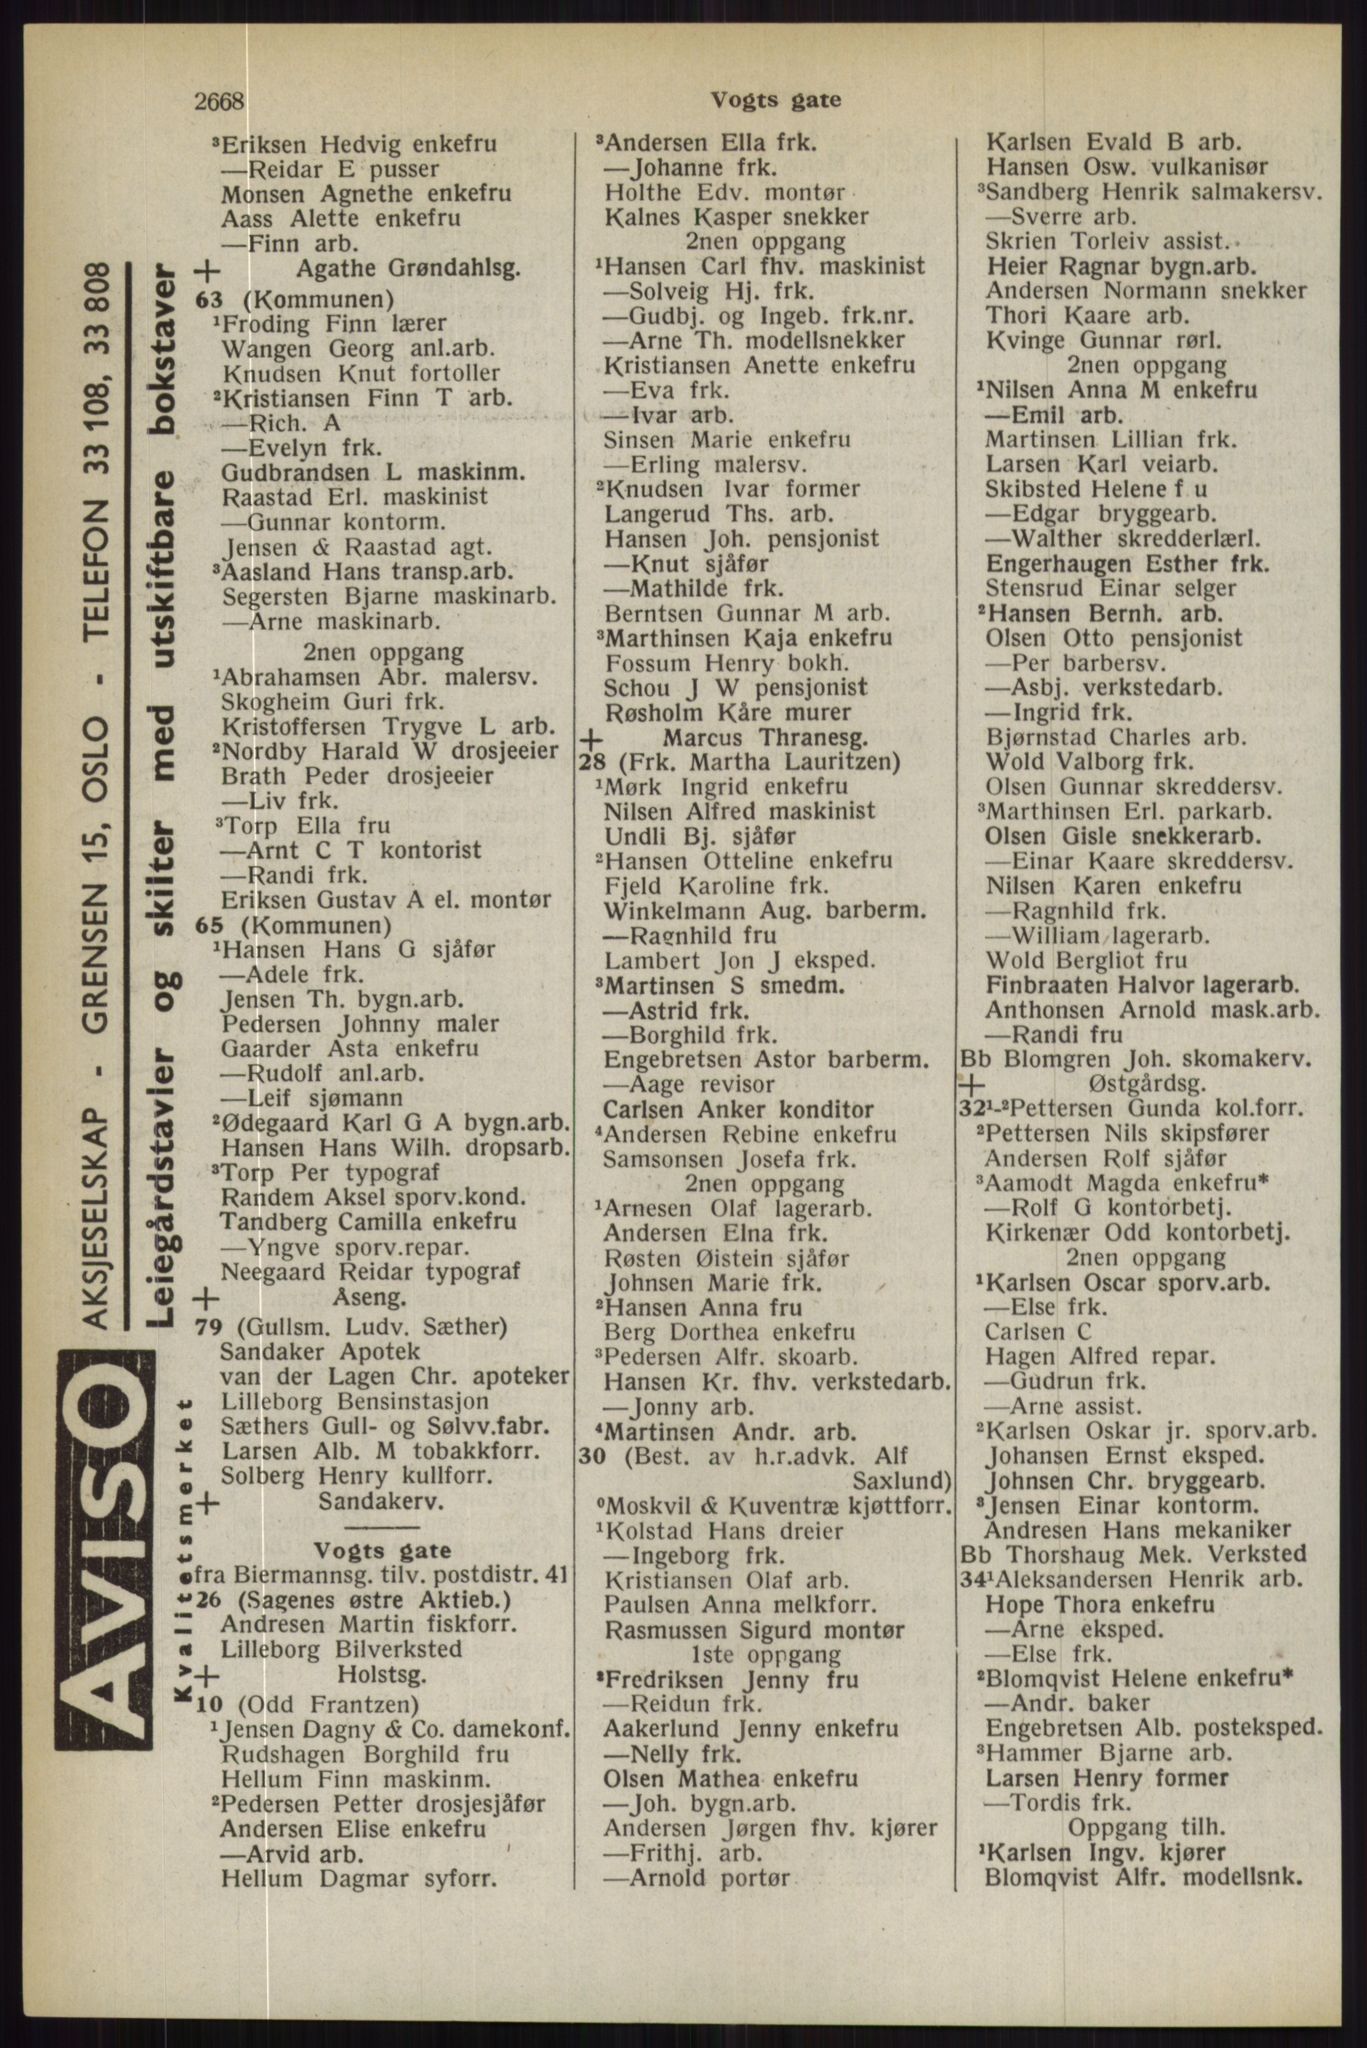 2668
Vogts gate
³Eriksen Hedvig enkefru
—Reidar E pusser
Monsen Agnethe enkefru
Aass Alette enkefru
—Finn arb.
+ Agathe Grøndahlsg.
63 (Kommunen)
¹Froding Finn lærer
Wangen Georg anl.arb.
Knudsen Knut fortoller
²Kristiansen Finn T arb.
—Rich. A
—Evelyn frk.
Gudbrandsen L maskinm.
Raastad Erl. maskinist
—Gunnar kontorm.
Jensen & Raastad agt.
³Aasland Hans transp.arb.
Segersten Bjarne maskinarb.
—Arne maskinarb.
2nen oppgang
¹Abrahamsen Abr. malersv.
Skogheim Guri frk.
Kristoffersen Trygve L arb.
²Nordby Harald W drosjeeier
Brath Peder drosjeeier
—Liv frk.
³Torp Ella fru
—Arnt C T kontorist
—Randi frk.
Eriksen Gustav A el. montør
65 (Kommunen)
¹Hansen Hans G sjåfør
—Adele frk.
Jensen Th. bygn.arb.
Pedersen Johnny maler
Gaarder Asta enkefru
—Rudolf anl.arb.
—Leif sjømann
²Ødegaard Karl G A bygn.arb.
Hansen Hans Wilh. dropsarb.
³Torp Per typograf
Randem Aksel sporv.kond.
Tandberg Camilla enkefru
—Yngve sporv.repar.
Neegaard Reidar typograf
+ Åseng.
79 (Gullsm. Ludv. Sæther)
Sandaker Apotek
van der Lagen Chr. apoteker
Lilleborg Bensinstasjon
Sæthers Gull- og Sølvv.fabr.
Larsen Alb. M tobakkforr.
Solberg Henry kullforr.
+ Sandakerv.
Vogts gate
fra Biermannsg. tilv. postdistr. 41
26 (Sagenes østre Aktieb.)
Andresen Martin fiskforr.
Lilleborg Bilverksted
+ Holstsg.
10 (Odd Frantzen)
¹Jensen Dagny & Co. damekonf.
Rudshagen Borghild fru
Hellum Finn maskinm.
²Pedersen Petter drosjesjåfør
Andersen Elise enkefru
—Arvid arb.
Hellum Dagmar syforr.
³Andersen Ella frk.
—Johanne frk.
Holthe Edv. montør
Kalnes Kasper snekker
2nen oppgang
¹Hansen Carl fhv. maskinist
—Solveig Hj. frk.
—Gudbj. og Ingeb. frk.nr.
—Arne Th. modellsnekker
Kristiansen Anette enkefru
—Eva frk.
—Ivar arb.
Sinsen Marie enkefru
—Erling malersv.
²Knudsen Ivar former
Langerud Ths. arb.
Hansen Joh. pensjonist
—Knut sjåfør
—Mathilde frk.
Berntsen Gunnar M arb.
³Marthinsen Kaja enkefru
Fossum Henry bokh.
Schou J W pensjonist
Røsholm Kåre murer
+ Marcus Thranesg.
28 (Frk. Martha Lauritzen)
¹Mørk Ingrid enkefru
Nilsen Alfred maskinist
Undli Bj. sjåfør
²Hansen Otteline enkefru
Fjeld Karoline frk.
Winkelmann Aug. barberm.
—Ragnhild fru
Lambert Jon J eksped.
³Martinsen S smedm.
—Astrid frk.
—Borghild frk.
Engebretsen Astor barberm.
—Aage revisor
Carlsen Anker konditor
⁴Andersen Rebine enkefru
Samsonsen Josefa frk.
2nen oppgang
¹Arnesen Olaf lagerarb.
Andersen Elna frk.
Røsten Øistein sjåfør
Johnsen Marie frk.
²Hansen Anna fru
Berg Dorthea enkefru
³Pedersen Alfr. skoarb.
Hansen Kr. fhv. verkstedarb.
—Jonny arb.
⁴Martinsen Andr. arb.
30 (Best. av h.r.advk. Alf
Saxlund)
⁰Moskvil & Kuventræ kjøttforr.
¹Kolstad Hans dreier
—Ingeborg frk.
Kristiansen Olaf arb.
Paulsen Anna melkforr.
Rasmussen Sigurd montør
1ste oppgang
²Fredriksen Jenny fru
—Reidun frk.
Aakerlund Jenny enkefru
—Nelly frk.
Olsen Mathea enkefru
—Joh. bygn.arb.
Andersen Jørgen fhv. kjører
—Frithj. arb.
—Arnold portør
Karlsen Evald B arb.
Hansen Osw. vulkanisør
³Sandberg Henrik salmakersv.
—Sverre arb.
Skrien Torleiv assist.
Heier Ragnar bygn.arb.
Andersen Normann snekker
Thori Kaare arb.
Kvinge Gunnar rørl.
2nen oppgang
¹Nilsen Anna M enkefru
—Emil arb.
Martinsen Lillian frk.
Larsen Karl veiarb.
Skibsted Helene f u
—Edgar bryggearb.
—Walther skredderlærl.
Engerhaugen Esther frk.
Stensrud Einar selger
²Hansen Bernh. arb.
Olsen Otto pensjonist
—Per barbersv.
—Asbj. verkstedarb.
—Ingrid frk.
Bjørnstad Charles arb.
Wold Valborg frk.
Olsen Gunnar skreddersv.
³Marthinsen Erl. parkarb.
Olsen Gisle snekkerarb.
—Einar Kaare skreddersv.
Nilsen Karen enkefru
—Ragnhild frk.
—William lagerarb.
Wold Bergliot fru
Finbraaten Halvor lagerarb.
Anthonsen Arnold mask.arb.
—Randi fru
Bb Blomgren Joh. skomakerv.
+ Østgårdsg.
32¹-²Pettersen Gunda kol.forr.
²Pettersen Nils skipsfører
Andersen Rolf sjåfør
³Aamodt Magda enkefru*
—Rolf G kontorbetj.
Kirkenær Odd kontorbetj.
2nen oppgang
¹Karlsen Oscar sporv.arb.
—Else frk.
Carlsen C
Hagen Alfred repar.
—Gudrun frk.
—Arne assist.
²Karlsen Oskar jr. sporv.arb.
Johansen Ernst eksped.
Johnsen Chr. bryggearb.
³Jensen Einar kontorm.
Andresen Hans mekaniker
Bb Thorshaug Mek. Verksted
34¹Aleksandersen Henrik arb.
Hope Thora enkefru
—Arne eksped.
—Else frk.
²Blomqvist Helene enkefru*
—Andr. baker
Engebretsen Alb. posteksped.
³Hammer Bjarne arb.
Larsen Henry former
—Tordis frk.
Oppgang tilh.
¹Karlsen Ingv. kjører
Blomqvist Alfr. modellsnk.
AKSJESELSKAP - GRENSEN 15, OSLO - TELEFON 33 108, 33 808
Leiegårdstavler og skilter med utskiftbare bokstaver
AVISO
Kvalitetsmerket